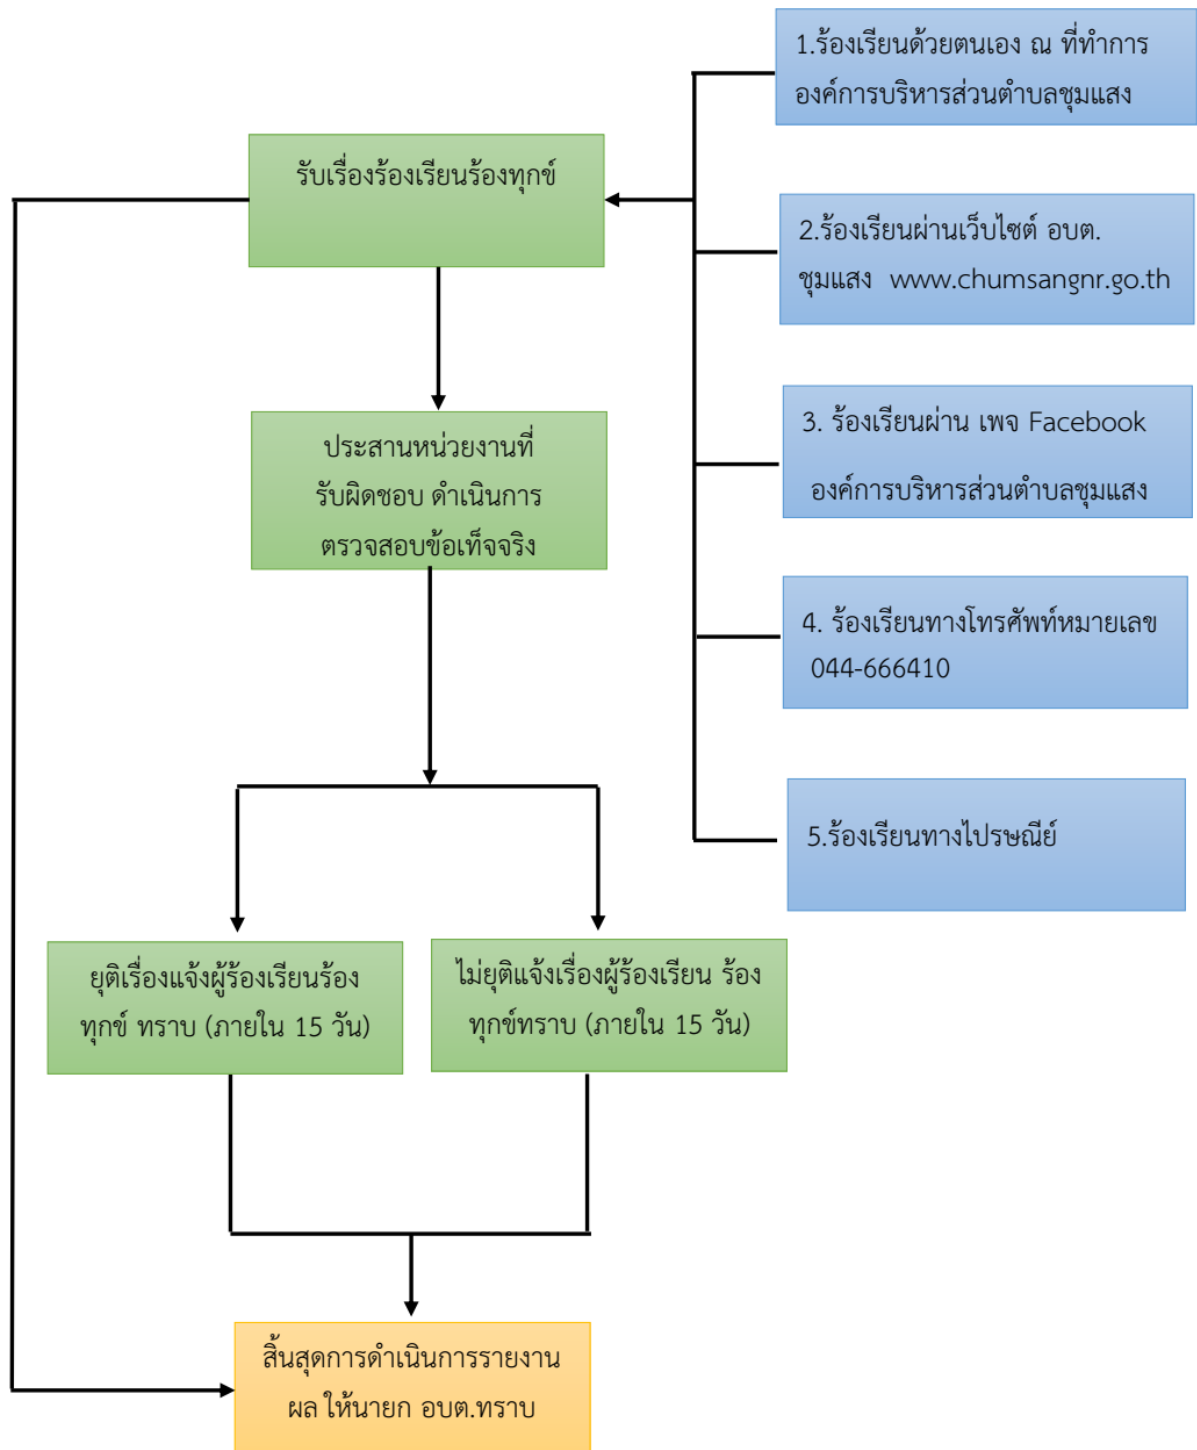 1.ร้องเรียนด้วยตนเอง ณ ที่ทำการ
องค์การบริหารส่วนตำบลชุมแสง
รับเรื่องร้องเรียนร้องทุกข์
2.ร้องเรียนผ่านเว็บไซต์ อบต.
ชุมแสง www.chumsangnr.go.th
3. ร้องเรียนผ่าน เพจ Facebook
องค์การบริหารส่วนตำบลชุมแสง
ประสานหน่วยงานที่
รับผิดชอบ ดำเนินการ
ตรวจสอบข้อเท็จจริง
4. ร้องเรียนทางโทรศัพท์หมายเลข
044-666410
5.ร้องเรียนทางไปรษณีย์
ยุติเรื่องแจ้งผู้ร้องเรียนร้อง
ทุกข์ ทราบ (ภายใน 15 วัน)
ไม่ยุติแจ้งเรื่องผู้ร้องเรียน ร้อง
ทุกข์ทราบ (ภายใน 15 วัน)
สิ้นสุดการดำเนินการรายงาน
ผล ให้นายก อบต.ทราบ